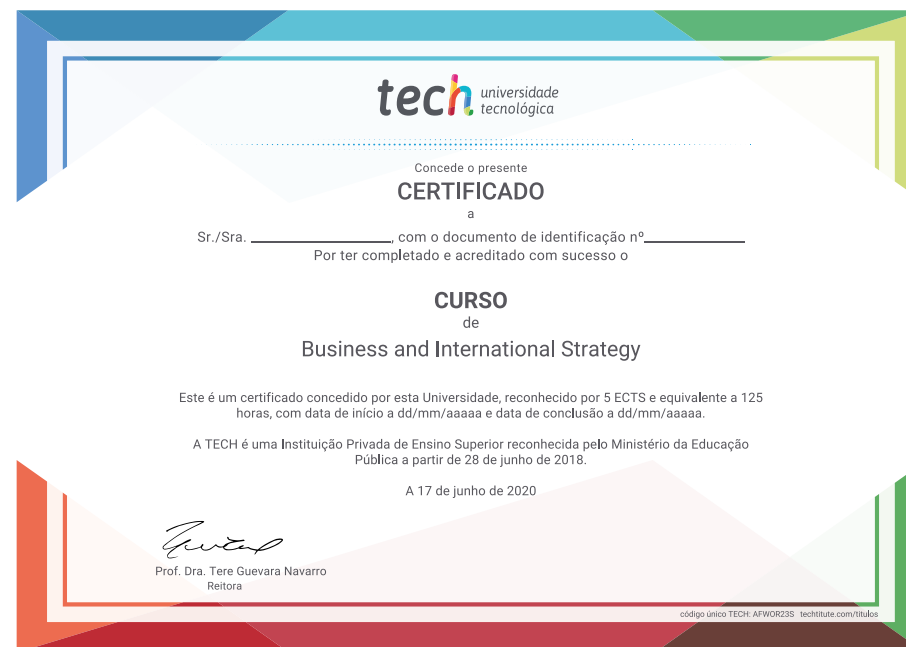 tech universidade
tecnológica
Concede o presente
CERTIFICADO
a
Sr./Sra. ____________________, com o documento de identificação nº______________
Por ter completado e acreditado com sucesso o
CURSO
de
Business and International Strategy
Este é um certificado concedido por esta Universidade, reconhecido por 5 ECTS e equivalente a 125
horas, com data de início a dd/mm/aaaaa e data de conclusão a dd/mm/aaaaa.
A TECH é uma Instituição Privada de Ensino Superior reconhecida pelo Ministério da Educação
Pública a partir de 28 de junho de 2018.
A 17 de junho de 2020
Prof. Dra. Tere Guevara Navarro
Reitora
código único TECH: AFWOR23S techtitute.com/titulos